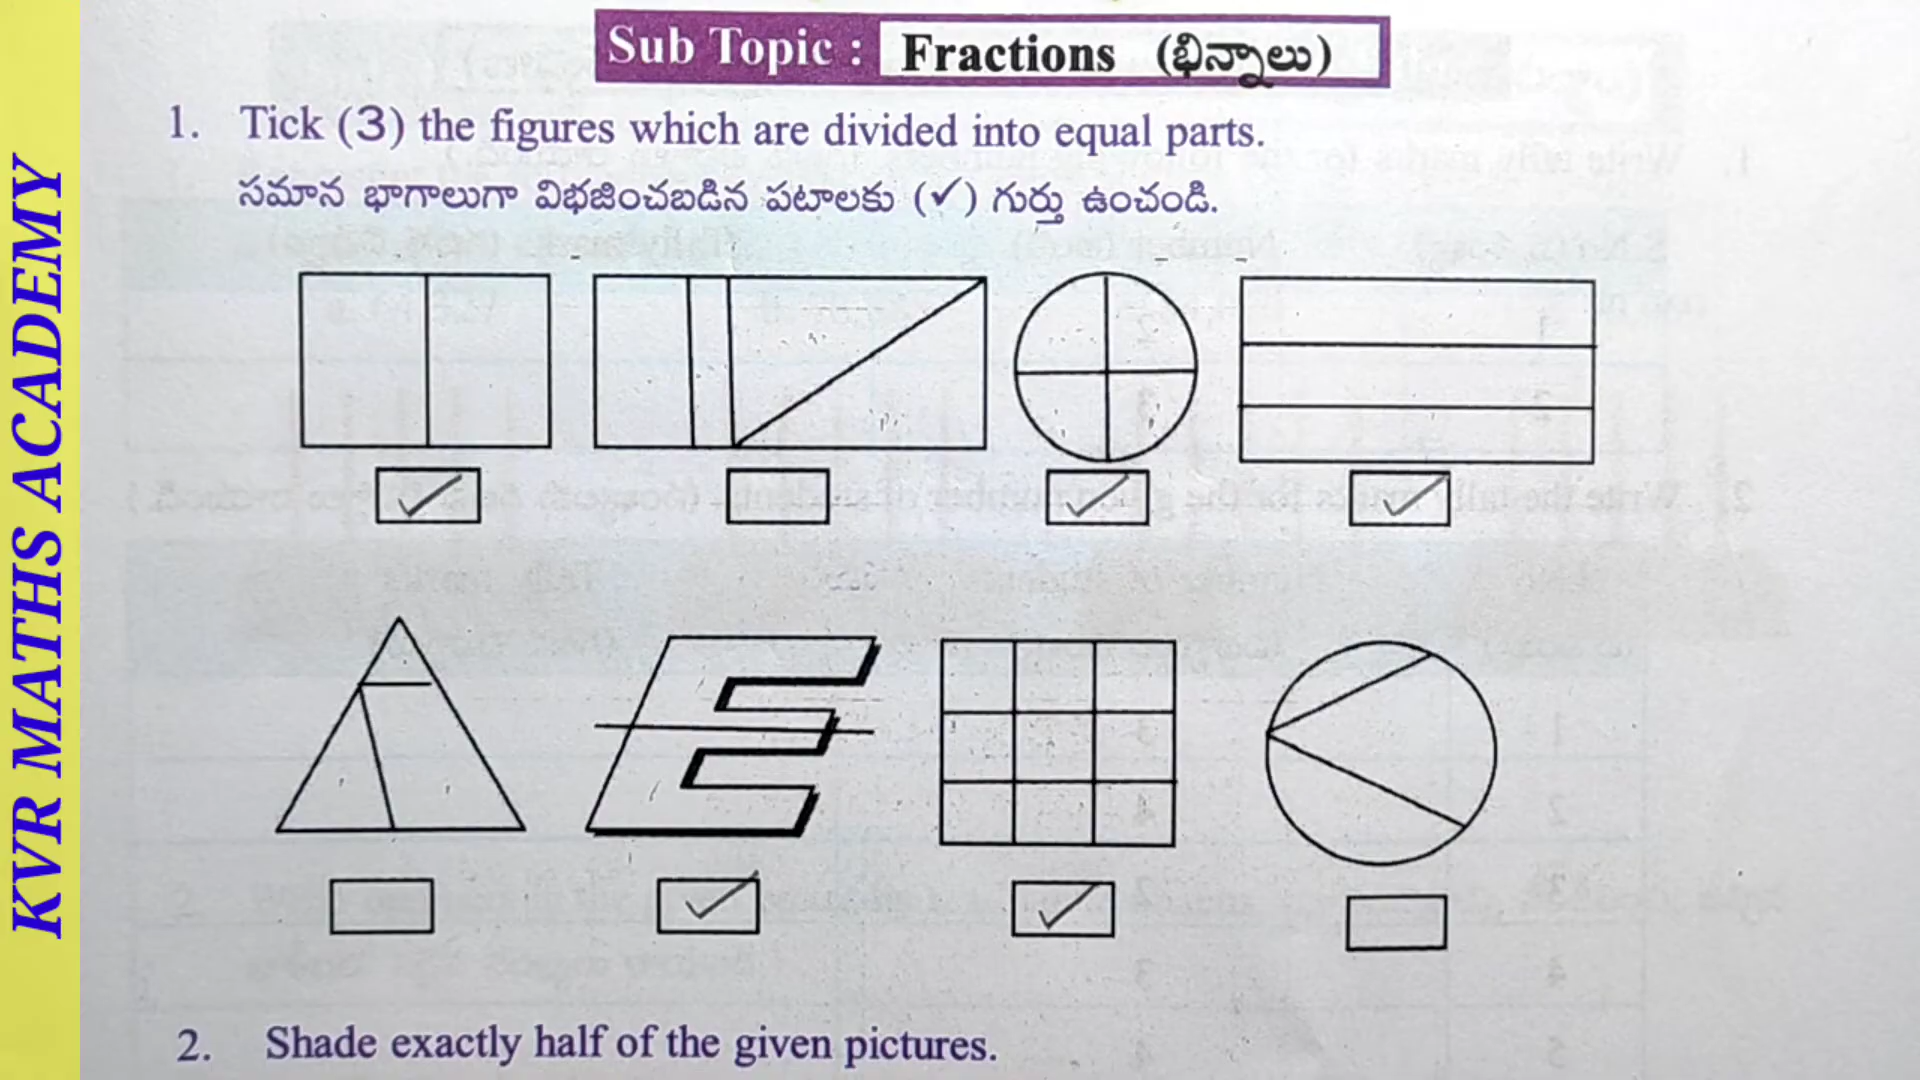 KVR MATHS ACADEMY
Sub Topic : Fractions (భిన్నాలు)
1. Tick (3) the figures which are divided into equal parts.
సమాన భాగాలుగా విభజించబడిన పటాలకు (✓) గుర్తు ఉంచండి.
2. Shade exactly half of the given pictures.